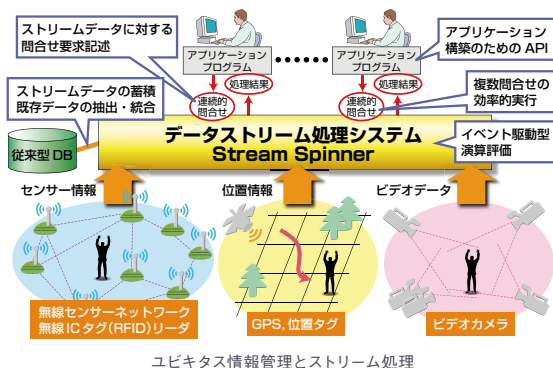 ストリームデータに対する
問合せ要求記述
アプリケーション
プログラム
アプリケーション
プログラム
アプリケーション
構築のための API
ストリームデータの蓄積
既存データの抽出・統合
連続的
問合せ
処理結果
連続的
問合せ
処理結果
複数問合せの
効率的実行
従来型 DB
データストリーム処理システム
Stream Spinner
イベント駆動型
演算評価
センサー情報
位置情報
ビデオデータ
無線センサーネットワーク
無線 IC タグ(RFID)リーダ
GPS, 位置タグ
ビデオカメラ
ユビキタス情報管理とストリーム処理